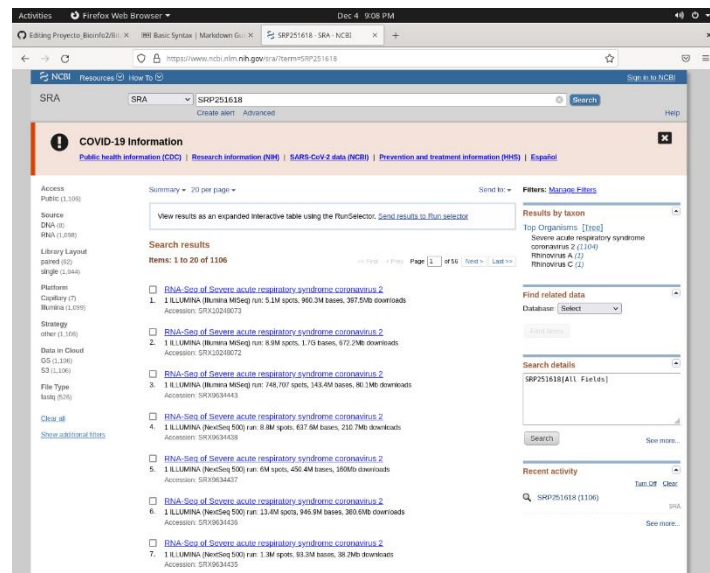 Activities Firefox Web Browser Dec 4 9:08 PM
Editing Proyecto_Bioinfo2/Bi Basic Syntax | Markdown Gui SRP251618 - SRA - NCBI
https://www.ncbi.nlm.nih.gov/sra/?term=SRP251618
NCBI Resources How To Sign in to NCBI
SRA SRA SRP251618 Search
Create alert Advanced Help
COVID-19 Information
Public health information (CDC) | Research information (NIH) | SARS-CoV-2 data (NCBI) | Prevention and treatment information (HHS) | Español
Access
Public (1,106)
Source
DNA (8)
RNA (1,098)
Library Layout
paired (62)
single (1,044)
Platform
Capillary (7)
Illumina (1,099)
Strategy
other (1,106)
Data in Cloud
GS (1,106)
S3 (1,106)
File Type
fastq (526)
Clear all
Show additional filters
Summary 20 per page Send to:
View results as an expanded interactive table using the RunSelector. Send results to Run selector
Search results
Items: 1 to 20 of 1106 << First < Prev Page 1 of 56 Next > Last >>
RNA-Seq of Severe acute respiratory syndrome coronavirus 2
1. 1 ILLUMINA (Illumina MiSeq) run: 5.1M spots, 960.3M bases, 397.5Mb downloads
Accession: SRX10248073
RNA-Seq of Severe acute respiratory syndrome coronavirus 2
2. 1 ILLUMINA (Illumina MiSeq) run: 8.9M spots, 1.7G bases, 672.2Mb downloads
Accession: SRX10248072
RNA-Seq of Severe acute respiratory syndrome coronavirus 2
3. 1 ILLUMINA (Illumina MiSeq) run: 748,707 spots, 143.4M bases, 80.1Mb downloads
Accession: SRX9634443
RNA-Seq of Severe acute respiratory syndrome coronavirus 2
4. 1 ILLUMINA (NextSeq 500) run: 8.8M spots, 637.6M bases, 210.7Mb downloads
Accession: SRX9634438
RNA-Seq of Severe acute respiratory syndrome coronavirus 2
5. 1 ILLUMINA (NextSeq 500) run: 6M spots, 450.4M bases, 160Mb downloads
Accession: SRX9634437
RNA-Seq of Severe acute respiratory syndrome coronavirus 2
6. 1 ILLUMINA (NextSeq 500) run: 13.4M spots, 946.9M bases, 380.6Mb downloads
Accession: SRX9634436
RNA-Seq of Severe acute respiratory syndrome coronavirus 2
7. 1 ILLUMINA (NextSeq 500) run: 1.3M spots, 93.3M bases, 38.2Mb downloads
Accession: SRX9634435
Filters: Manage Filters
Results by taxon
Top Organisms [Tree]
Severe acute respiratory syndrome
coronavirus 2 (1104)
Rhinovirus A (1)
Rhinovirus C (1)
Find related data
Database: Select
Find items
Search details
SRP251618[All Fields]
Search See more...
Recent activity
Turn Off Clear
SRP251618 (1106)
SRA
See more...